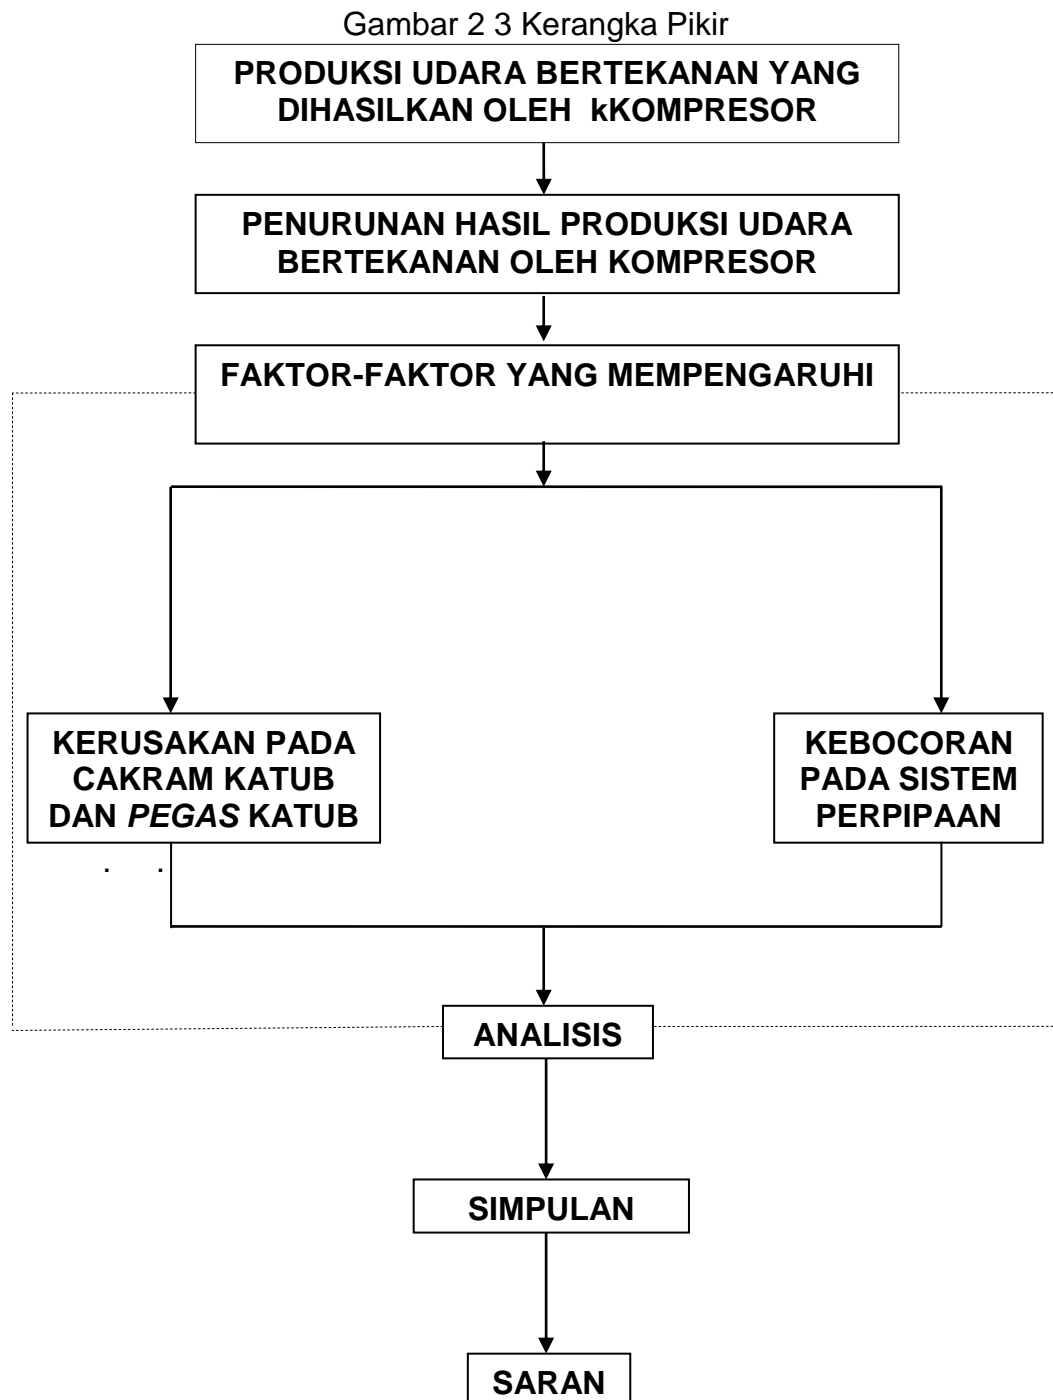 Gambar 2 3 Kerangka Pikir
PRODUKSI UDARA BERTEKANAN YANG
DIHASILKAN OLEH kKOMPRESOR
PENURUNAN HASIL PRODUKSI UDARA
BERTEKANAN OLEH KOMPRESOR
FAKTOR-FAKTOR YANG MEMPENGARUHI
KERUSAKAN PADA
CAKRAM KATUB
DAN PEGAS KATUB
. .
KEBOCORAN
PADA SISTEM
PERPIPAAN
ANALISIS
SIMPULAN
SARAN